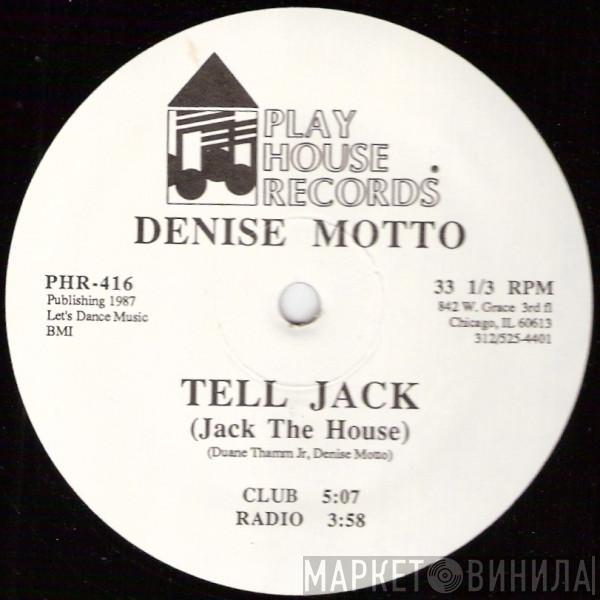 PLAY
HOUSE
RECORDS.
DENISE MOTTO
PHR-416
Publishing 1987
Let's Dance Music
BMI
33 1/3 RPM
842 W. Grace 3rd fl
Chicago, IL 60613
312/525-4401
TELL JACK
(Jack The House)
(Duane Thamm Jr, Denise Motto)
CLUB 5:07
RADIO 3:58
МАРКЕТ ВИНИЛА